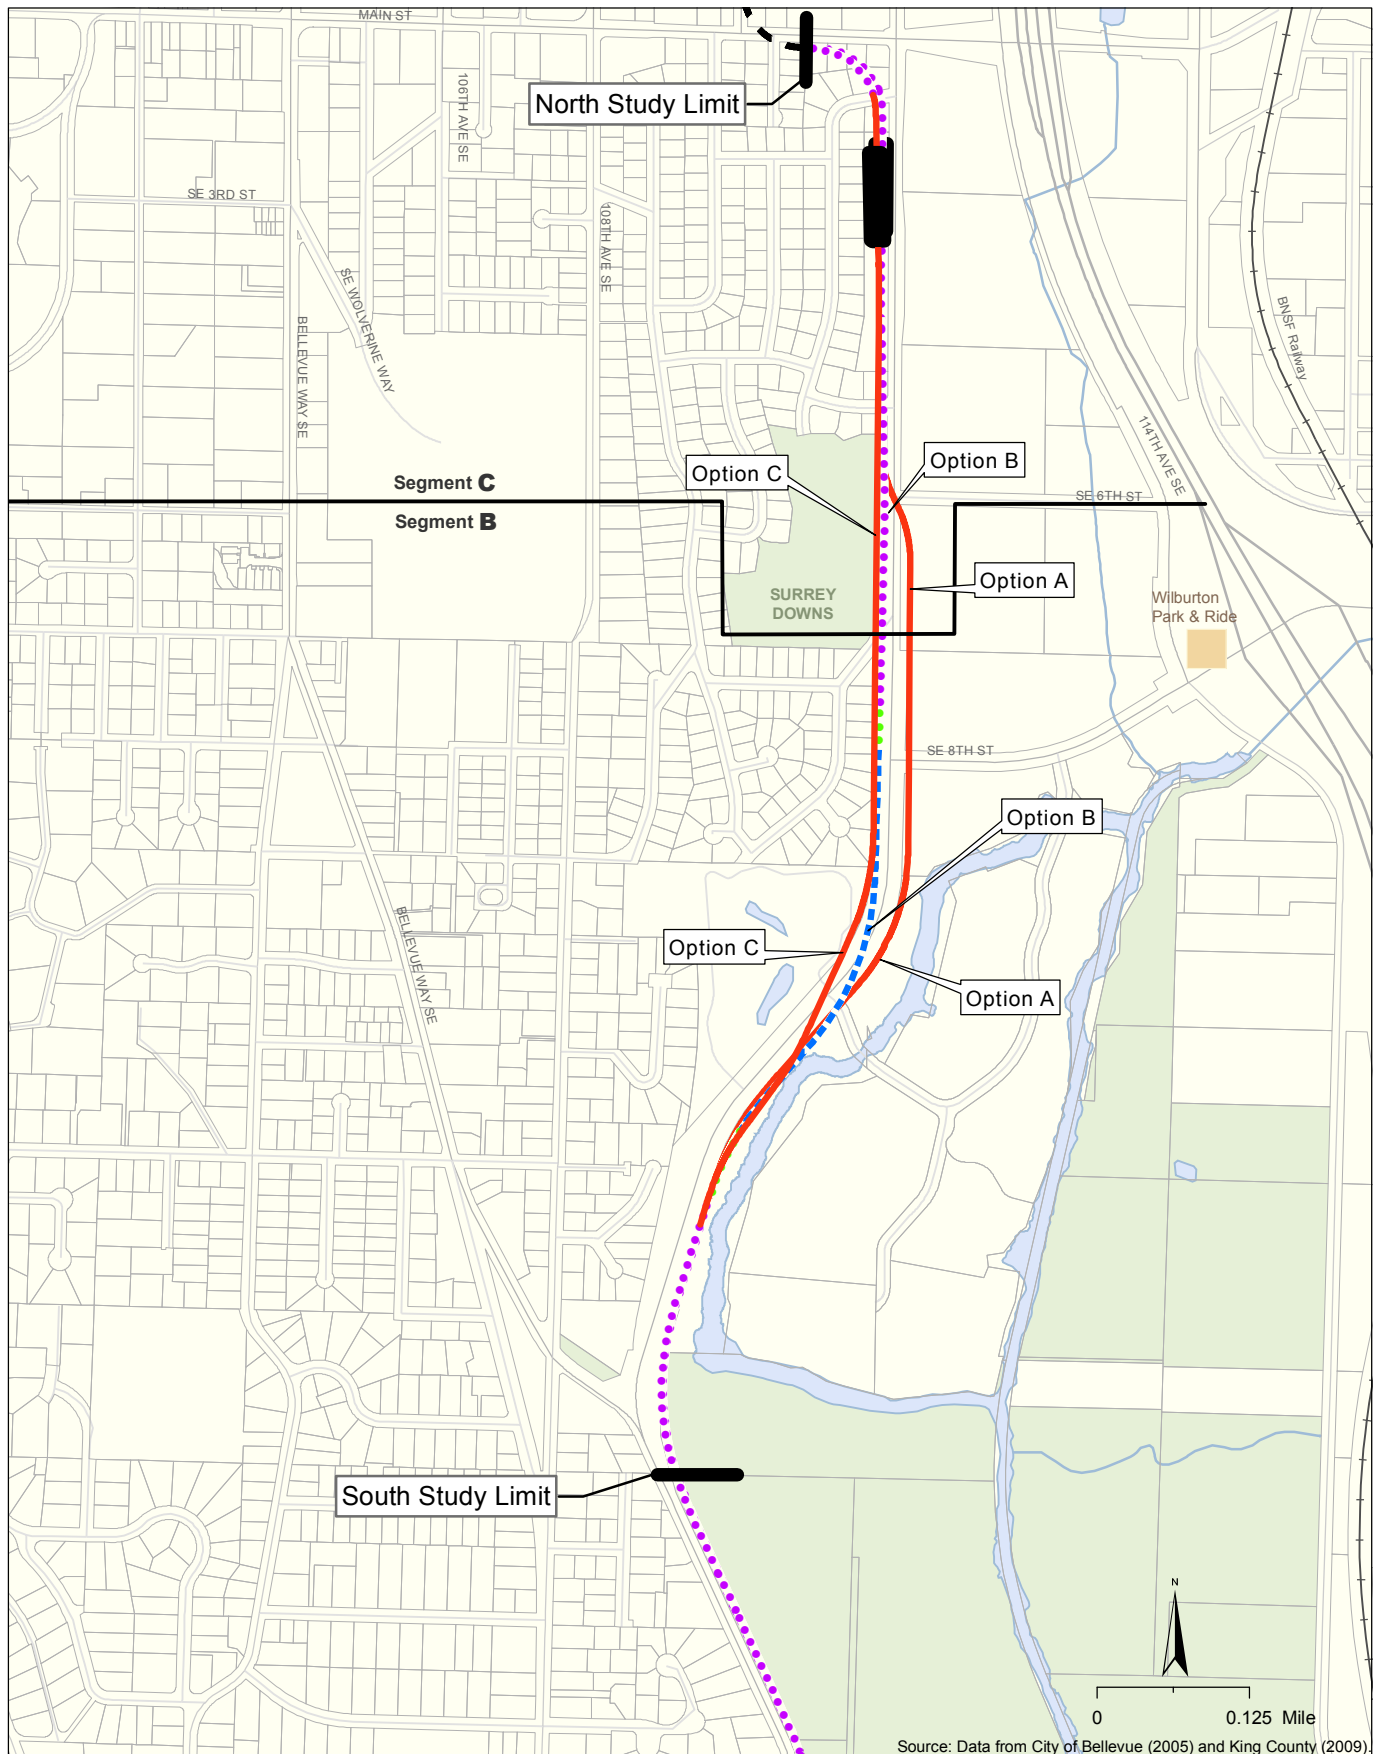 MAIN ST
North Study Limit
106TH AVE SE
SE 3RD ST
108TH AVE SE
SE WOLVERINE WAY
BELLEVUE WAY SE
BNSF Railway
114TH AVE SE
Option C
Option B
Segment C
SE 6TH ST
Segment B
Option A
SURREY
DOWNS
Wilburton
Park & Ride
SE 8TH ST
Option B
BELLEVUE WAY SE
Option C
Option A
South Study Limit
N
0
0.125 Mile
Source: Data from City of Bellevue (2005) and King County (2009).